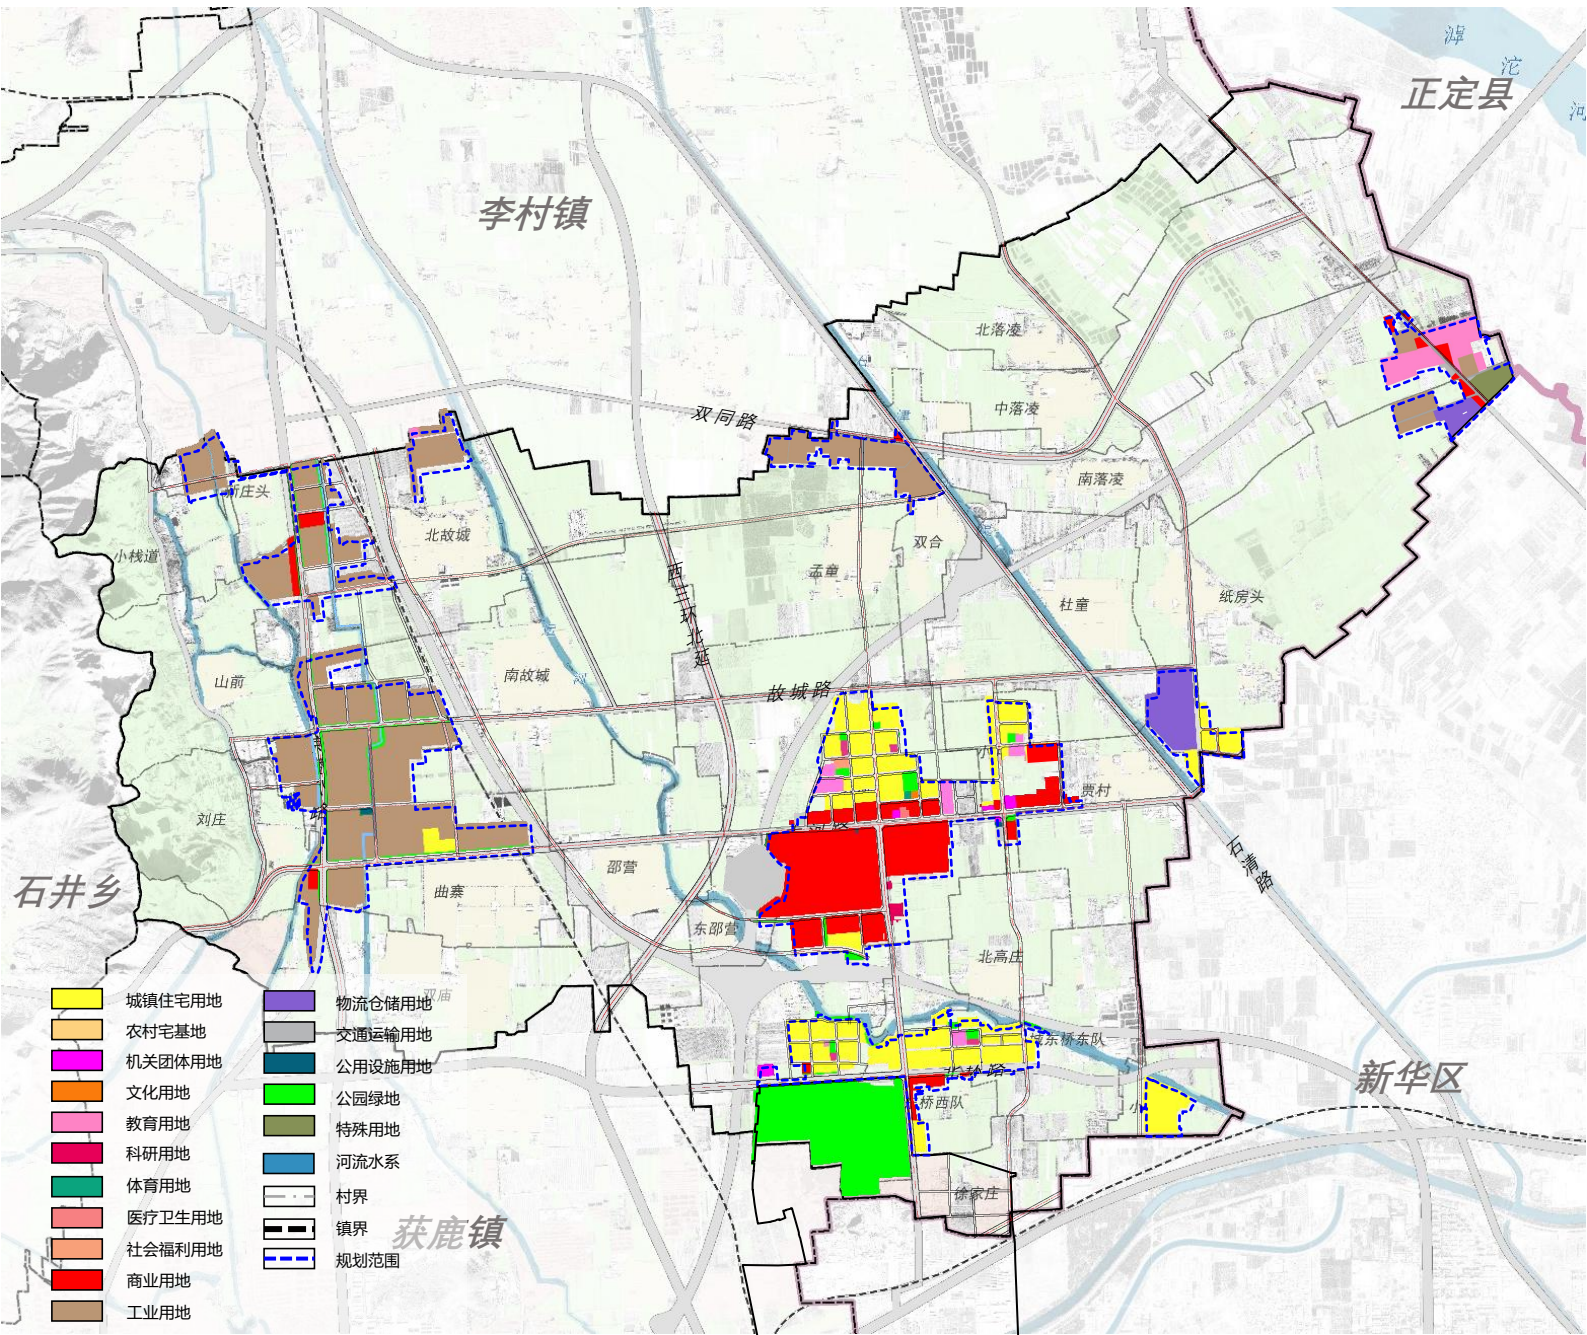 滹
沱
河
正定县
李村镇
北落凌
中落凌
双同路
南落凌
北故城
小栈道
双合
孟童
西三环北延
杜童
纸房头
山前
南故城
故城路
贾村
刘庄
邵营
曲寨
石清路
石井乡
东邵营
北高庄
桥西队
新华区
徐家庄
获鹿镇
城镇住宅用地
农村宅基地
机关团体用地
文化用地
教育用地
科研用地
体育用地
医疗卫生用地
社会福利用地
商业用地
工业用地
物流仓储用地
交通运输用地
公用设施用地
公园绿地
特殊用地
河流水系
村界
镇界
规划范围